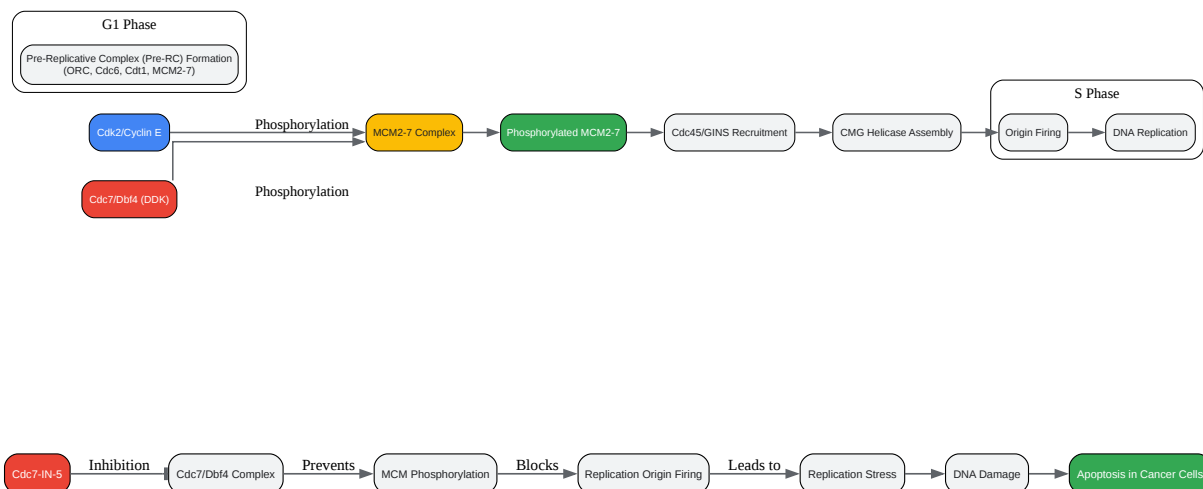 G1 Phase
Pre-Replicative Complex (Pre-RC) Formation
(ORC, Cdc6, Cdt1, MCM2-7)
S Phase
Cdk2/Cyclin E
Phosphorylation
MCM2-7 Complex
Phosphorylated MCM2-7
Cdc45/GINS Recruitment
CMG Helicase Assembly
Origin Firing
DNA Replication
Cdc7/Dbf4 (DDK)
Phosphorylation
Cdc7-IN-5
Inhibition
Cdc7/Dbf4 Complex
Prevents
MCM Phosphorylation
Blocks
Replication Origin Firing
Leads to
Replication Stress
DNA Damage
Apoptosis in Cancer Cells